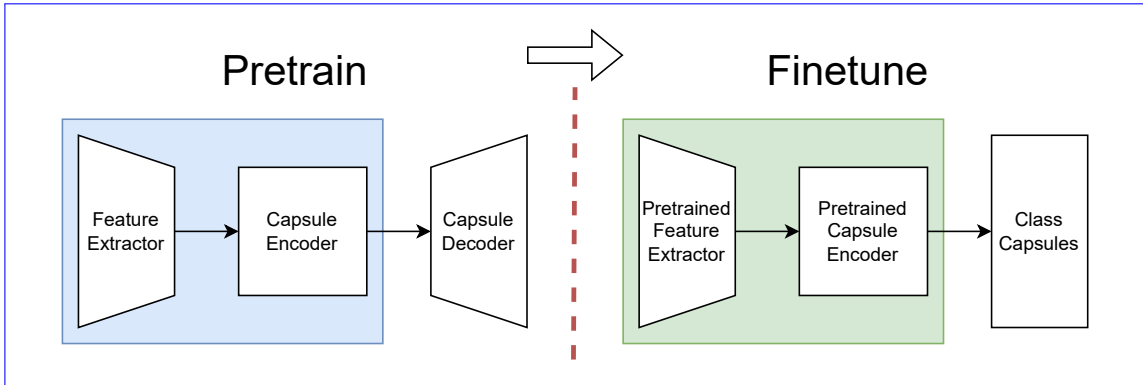 Pretrain
Finetune
Feature
Extractor
Capsule
Encoder
Capsule
Decoder
Pretrained
Feature
Extractor
Pretrained
Capsule
Encoder
Class
Capsules